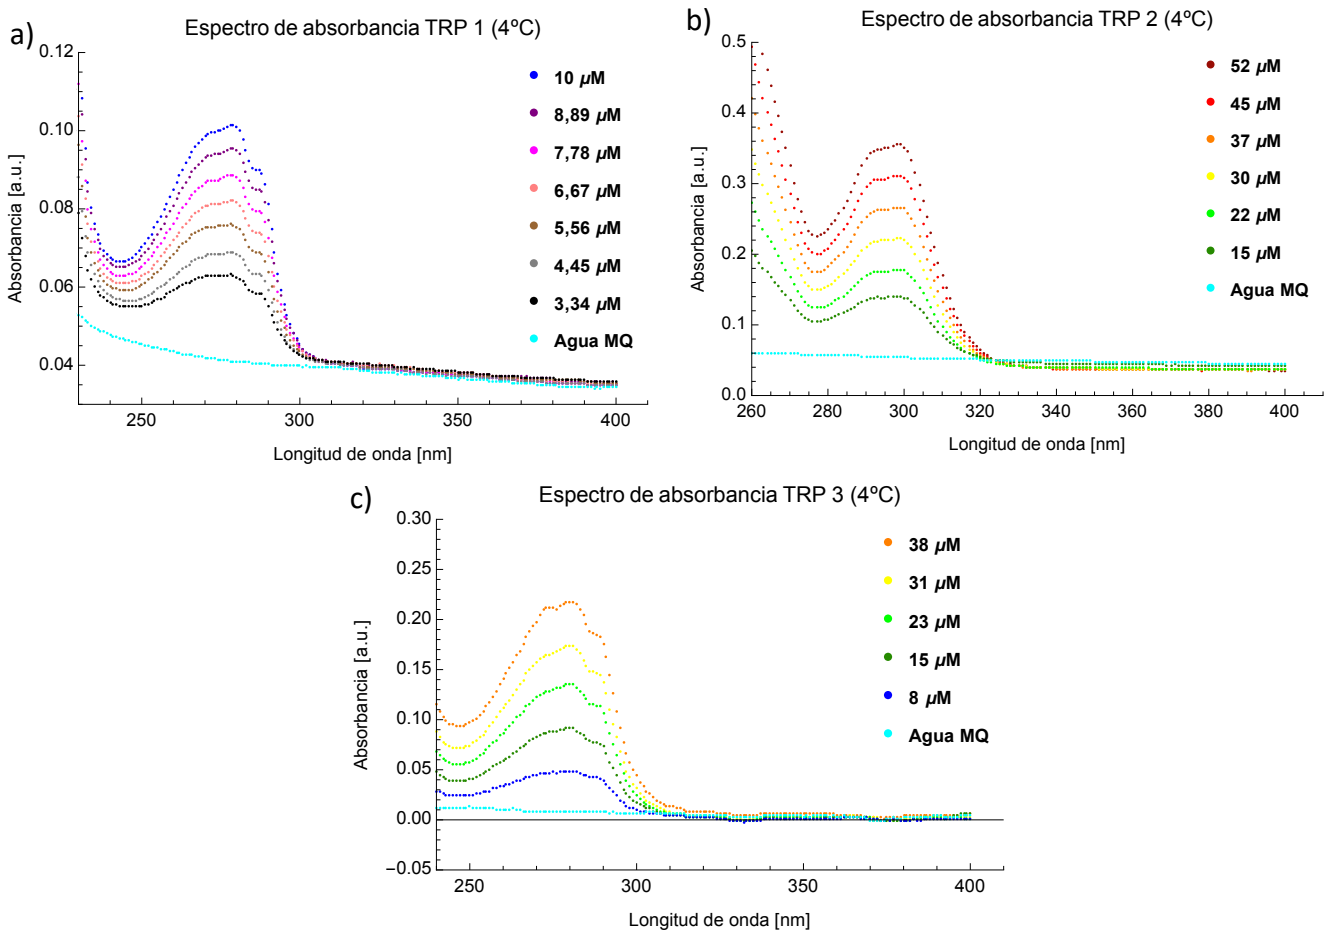 a)
Espectro de absorbancia TRP 1 (4ºC)
0.12
0.10
0.08
0.06
0.04
Absorbancia [a.u.]
250
300
350
400
Longitud de onda [nm]
10 µM
8,89 µM
7,78 µM
6,67 µM
5,56 µM
4,45 µM
3,34 µM
Agua MQ
b)
Espectro de absorbancia TRP 2 (4ºC)
0.5
0.4
0.3
0.2
0.1
0.0
Absorbancia [a.u.]
260
280
300
320
340
360
380
400
Longitud de onda [nm]
52 µM
45 µM
37 µM
30 µM
22 µM
15 µM
Agua MQ
c)
Espectro de absorbancia TRP 3 (4ºC)
0.30
0.25
0.20
0.15
0.10
0.05
0.00
−0.05
Absorbancia [a.u.]
250
300
350
400
Longitud de onda [nm]
38 µM
31 µM
23 µM
15 µM
8 µM
Agua MQ